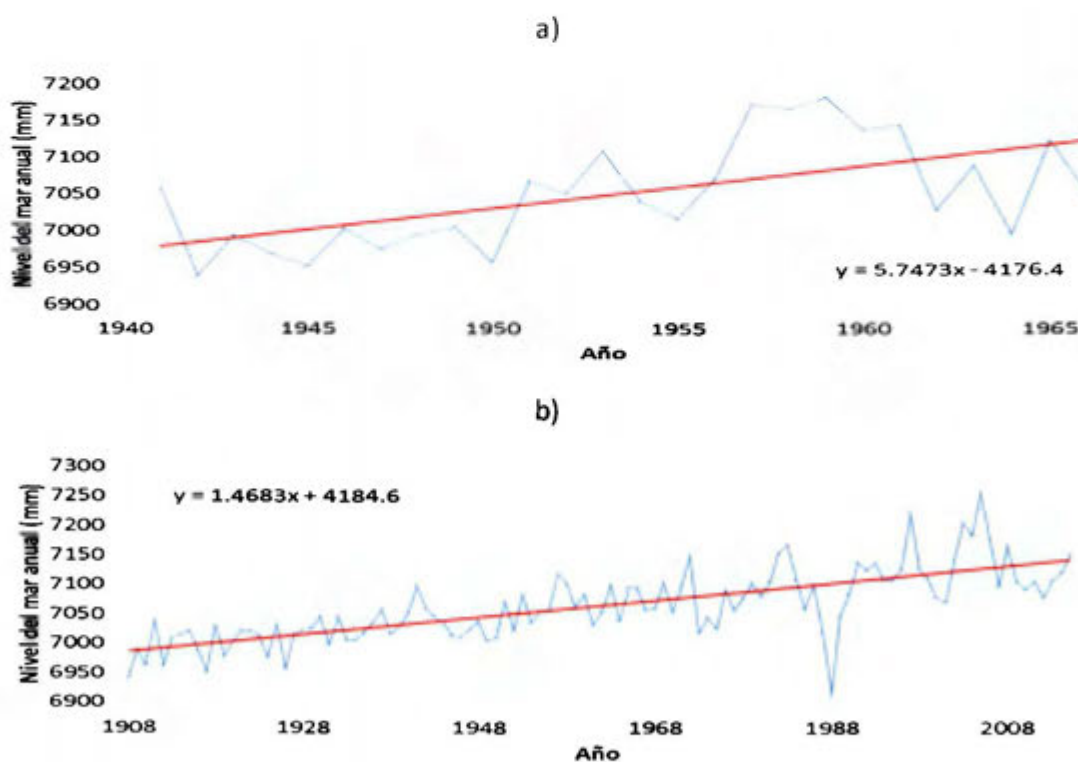 a)
Nivel del mar anual (mm)
7200
7150
7100
7050
7000
6950
6900
y = 5.7473x - 4176.4
1940 1945 1950 1955 1960 1965
Año
b)
Nivel del mar anual (mm)
7300
7250
7200
7150
7100
7050
7000
6950
6900
y = 1.4683x + 4184.6
1908 1928 1948 1968 1988 2008
Año